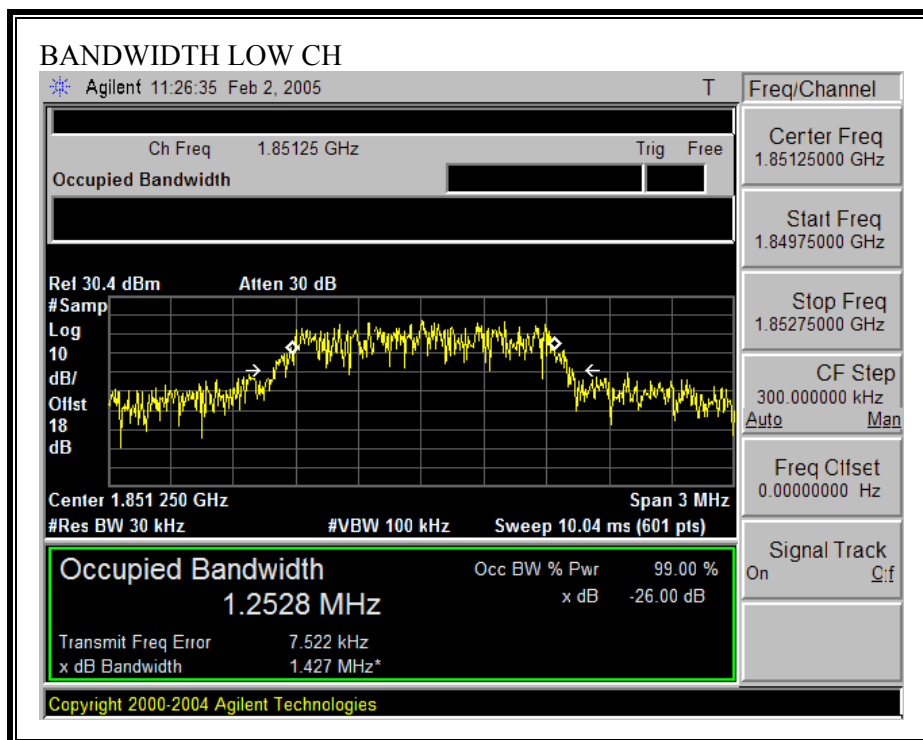 BANDWIDTH LOW CH
Agilent 11:26:35 Feb 2, 2005 T
Freq/Channel
Ch Freq 1.85125 GHz Trig Free
Occupied Bandwidth
Center Freq
1.85125000 GHz
Start Freq
1.84975000 GHz
Stop Freq
1.85275000 GHz
CF Step
300.000000 kHz
Auto Man
Freq Offset
0.00000000 Hz
Signal Track
On Off
Ref 30.4 dBm Atten 30 dB
#Samp
Log
10
dB/
Offst
18
dB
Center 1.851 250 GHz Span 3 MHz
#Res BW 30 kHz #VBW 100 kHz Sweep 10.04 ms (601 pts)
Occupied Bandwidth
1.2528 MHz
Occ BW % Pwr 99.00 %
x dB -26.00 dB
Transmit Freq Error 7.522 kHz
x dB Bandwidth 1.427 MHz*
Copyright 2000-2004 Agilent Technologies